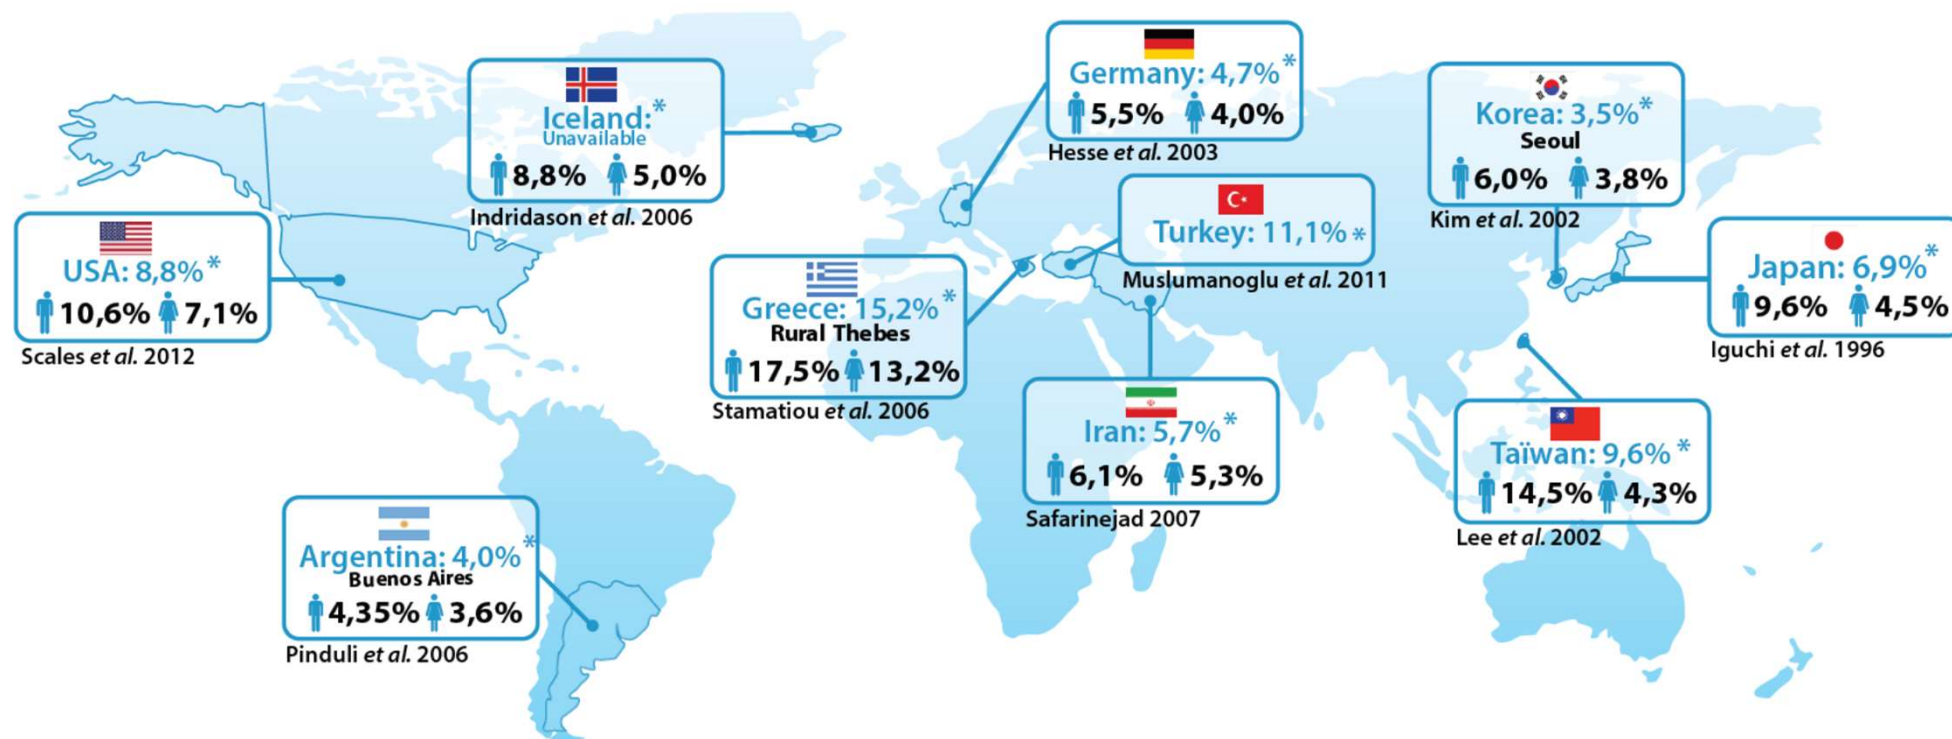 Iceland:*
Unavailable
8,8% 5,0%
Indridason et al. 2006
Germany: 4,7%*
5,5% 4,0%
Hesse et al. 2003
Korea: 3,5%*
Seoul
6,0% 3,8%
Kim et al. 2002
USA: 8,8%*
10,6% 7,1%
Scales et al. 2012
Turkey: 11,1%*
Muslumanoglu et al. 2011
Greece: 15,2%*
Rural Thebes
17,5% 13,2%
Stamatiou et al. 2006
Japan: 6,9%*
9,6% 4,5%
Iguchi et al. 1996
Iran: 5,7%*
6,1% 5,3%
Safarinejad 2007
Taïwan: 9,6%*
14,5% 4,3%
Lee et al. 2002
Argentina: 4,0%*
Buenos Aires
4,35% 3,6%
Pinduli et al. 2006